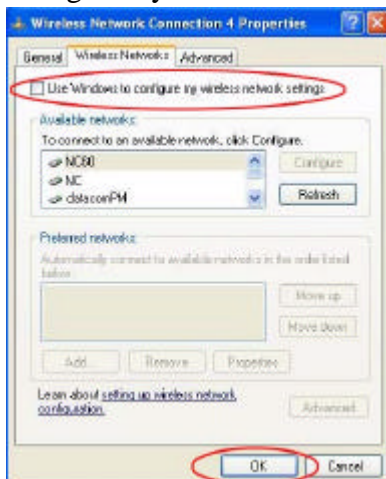 Wireless Network Connection 4 Properties
General Wireless Networks Advanced
Use Windows to configure my wireless network settings
Available networks:
To connect to an available network, click Configure.
NC60
Configure
NC
Refresh
datacomPM
Preferred networks:
Automatically connect to available networks in the order listed
below:
Move up
Move down
Add... Remove Properties
Learn about setting up wireless network
configuration.
Advanced
OK Cancel